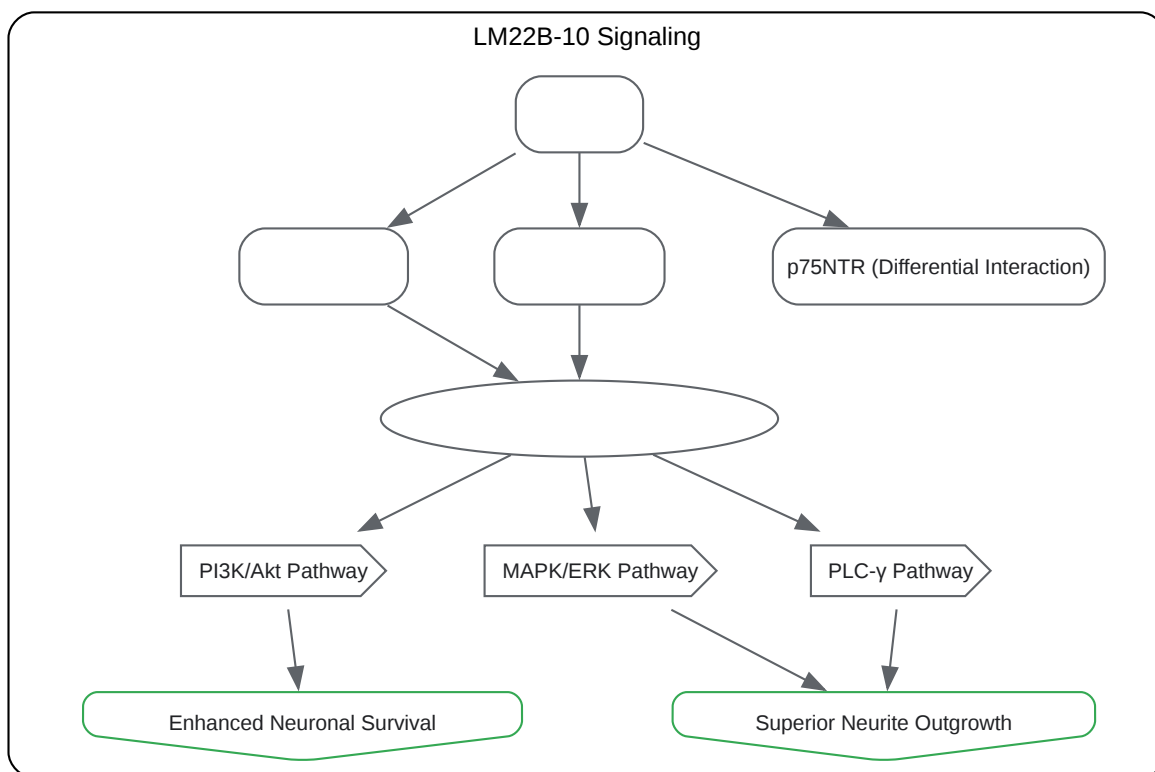 LM22B-10 Signaling
p75NTR (Differential Interaction)
PI3K/Akt Pathway
MAPK/ERK Pathway
PLC-γ Pathway
Enhanced Neuronal Survival
Superior Neurite Outgrowth